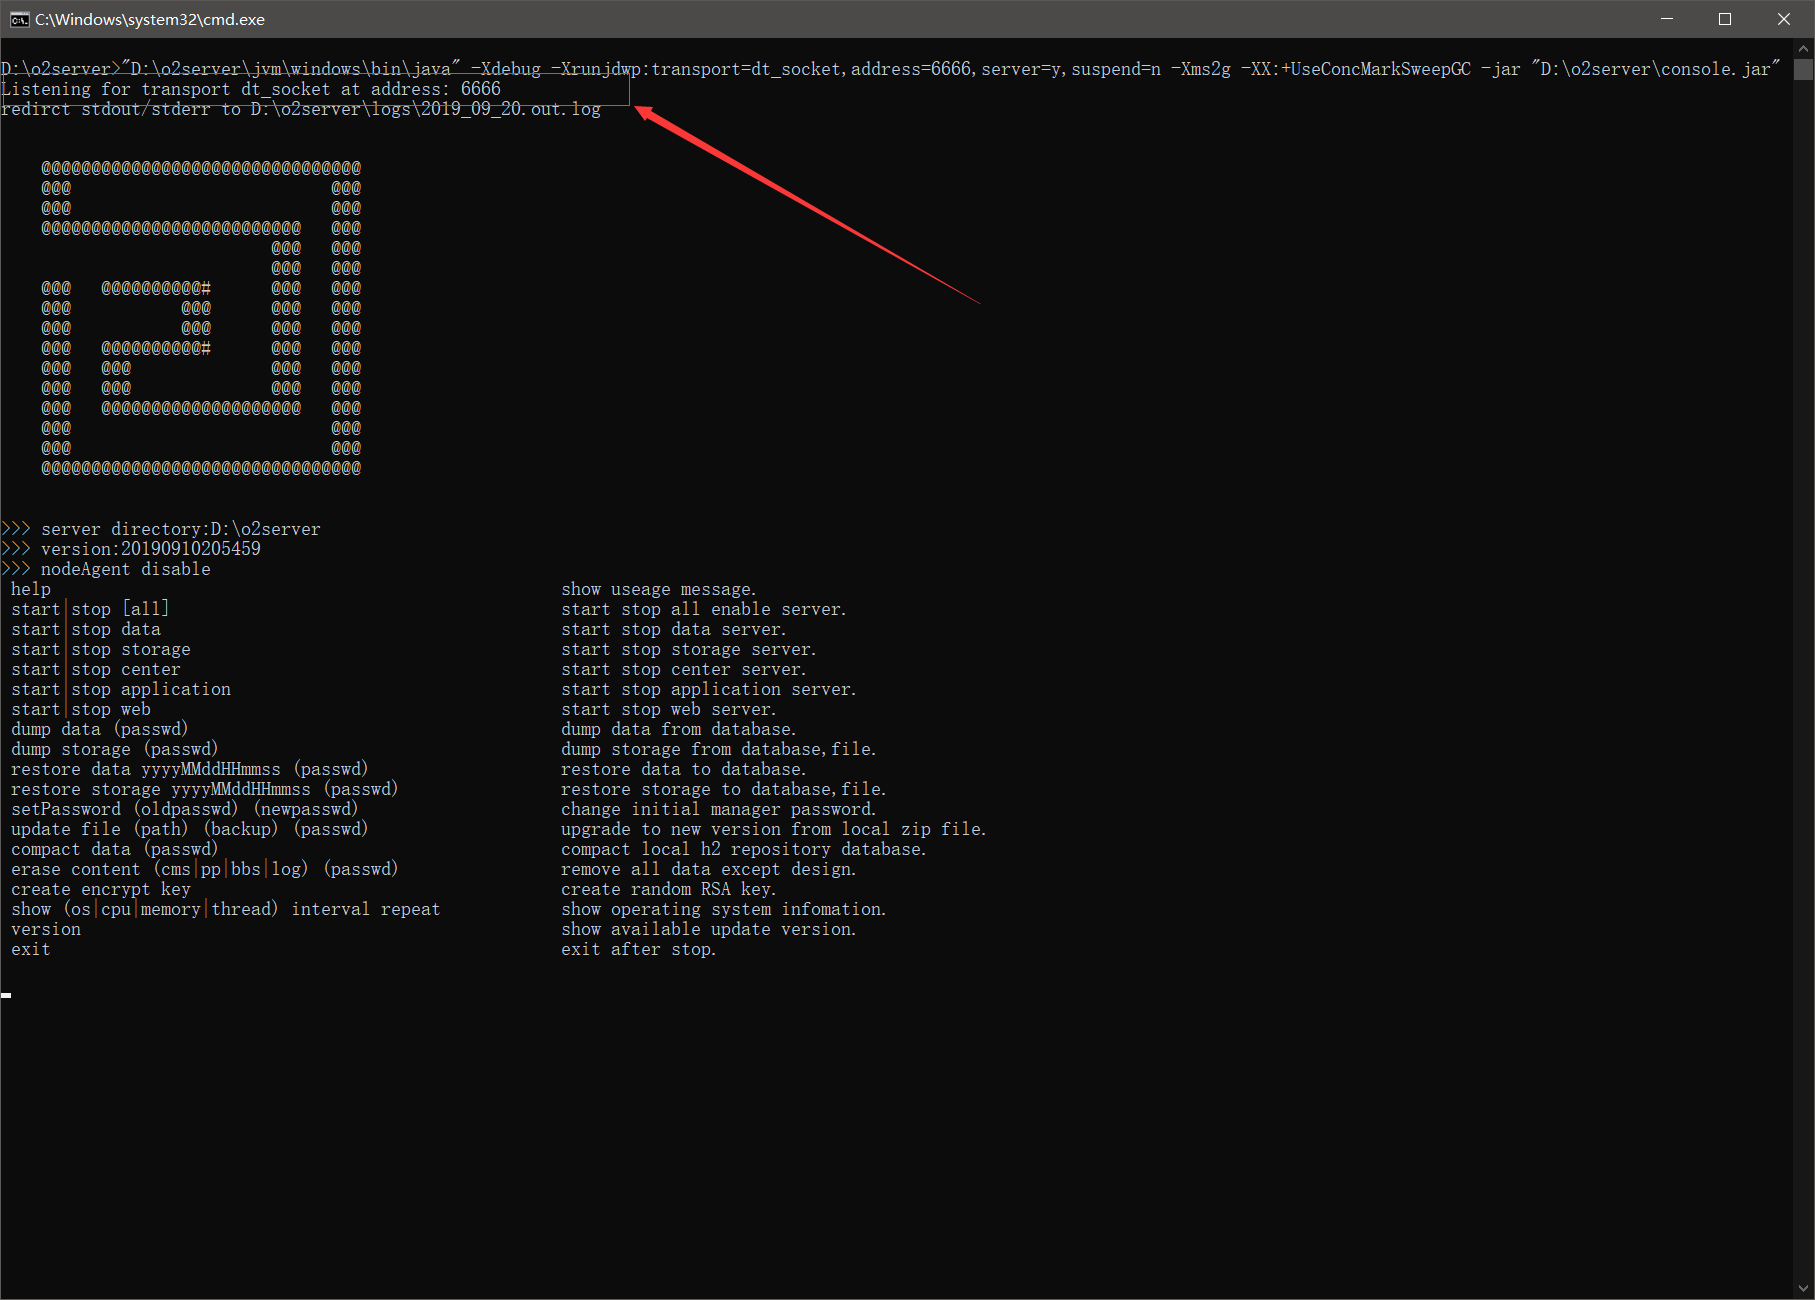 C:\Windows\system32\cmd.exe
D:\o2server>"D:\o2server\jvm\windows\bin\java" -Xdebug -Xrunjdwp:transport=dt_socket,address=6666,server=y,suspend=n -Xms2g -XX:+UseConcMarkSweepGC -jar "D:\o2server\console.jar"
Listening for transport dt_socket at address: 6666
redirct stdout/stderr to D:\o2server\logs\2019_09_20.out.log
@@@@@@@@@@@@@@@@@@@@@@@@@@@@@@@@
@@@                          @@@
@@@                          @@@
@@@@@@@@@@@@@@@@@@@@@@@@@@   @@@
                       @@@   @@@
                       @@@   @@@
@@@   @@@@@@@@@@#      @@@   @@@
@@@           @@@      @@@   @@@
@@@           @@@      @@@   @@@
@@@   @@@@@@@@@@#      @@@   @@@
@@@   @@@              @@@   @@@
@@@   @@@              @@@   @@@
@@@   @@@@@@@@@@@@@@@@@@@@   @@@
@@@                          @@@
@@@                          @@@
@@@@@@@@@@@@@@@@@@@@@@@@@@@@@@@@
>>> server directory:D:\o2server
>>> version:20190910205459
>>> nodeAgent disable
help show useage message.
start|stop [all] start stop all enable server.
start|stop data start stop data server.
start|stop storage start stop storage server.
start|stop center start stop center server.
start|stop application start stop application server.
start|stop web start stop web server.
dump data (passwd) dump data from database.
dump storage (passwd) dump storage from database,file.
restore data yyyyMMddHHmmss (passwd) restore data to database.
restore storage yyyyMMddHHmmss (passwd) restore storage to database,file.
setPassword (oldpasswd) (newpasswd) change initial manager password.
update file (path) (backup) (passwd) upgrade to new version from local zip file.
compact data (passwd) compact local h2 repository database.
erase content (cms|pp|bbs|log) (passwd) remove all data except design.
create encrypt key create random RSA key.
show (os|cpu|memory|thread) interval repeat show operating system infomation.
version show available update version.
exit exit after stop.